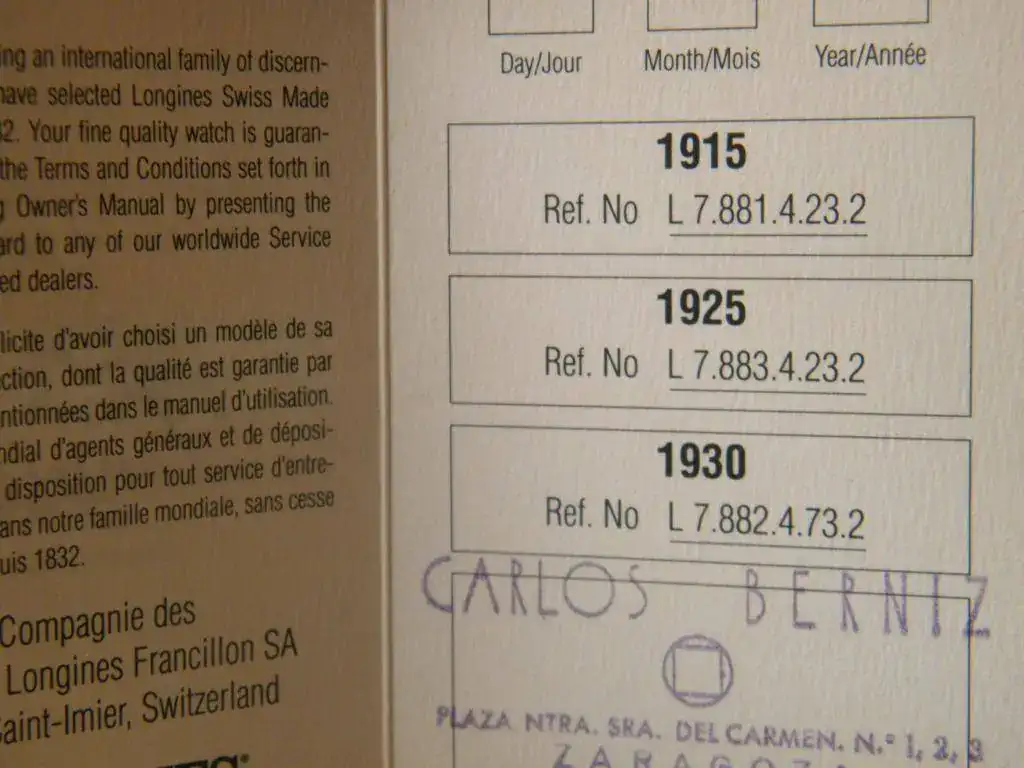 ing an international family of discern-
have selected Longines Swiss Made
32. Your fine quality watch is guaran-
the Terms and Conditions set forth in
g Owner's Manual by presenting the
ard to any of our worldwide Service
ed dealers.
licite d'avoir choisi un modèle de sa
ction, dont la qualité est garantie par
ntionnées dans le manuel d'utilisation.
ndial d'agents généraux et de déposi-
disposition pour tout service d'entre-
ans notre famille mondiale, sans cesse
uis 1832.
Compagnie des
Longines Francillon SA
Saint-Imier, Switzerland
Day/Jour Month/Mois Year/Année
1915
Ref. No L 7.881.4.23.2
1925
Ref. No L 7.883.4.23.2
1930
Ref. No L 7.882.4.73.2
CARLOS BERNIZ
PLAZA NTRA. SRA. DEL CARMEN. N.º 1, 2, 3
ZARAGOZA